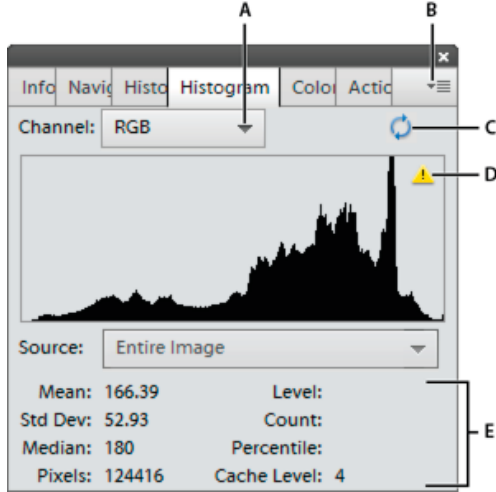 A B
Info Navig Histo Histogram Color Actio
Channel: RGB
C
D
Source: Entire Image
Mean: 166.39 Level:
Std Dev: 52.93 Count:
E
Median: 180 Percentile:
Pixels: 124416 Cache Level: 4